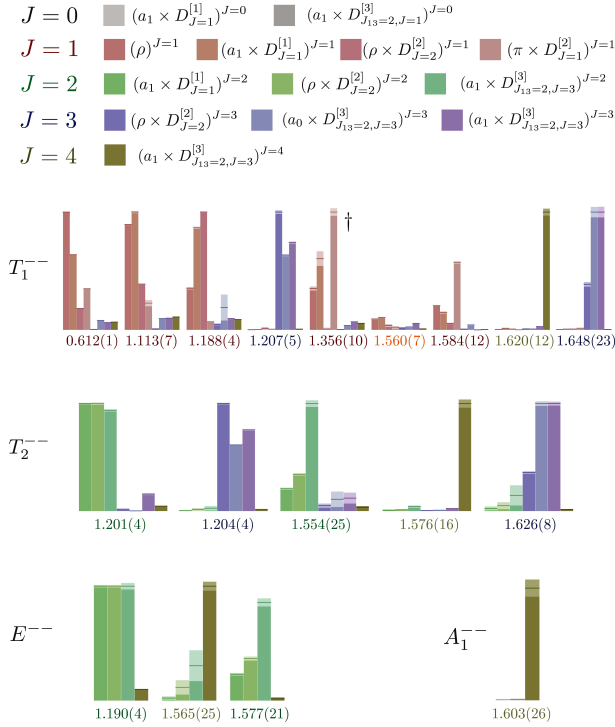 J = 0 (a₁ × D^{[1]}_{J=1})^{J=0} (a₁ × D^{[3]}_{J₁₃=2,J=1})^{J=0}
J = 1 (ρ)^{J=1} (a₁ × D^{[1]}_{J=1})^{J=1} (ρ × D^{[2]}_{J=2})^{J=1} (π × D^{[2]}_{J=1})^{J=1}
J = 2 (a₁ × D^{[1]}_{J=1})^{J=2} (ρ × D^{[2]}_{J=2})^{J=2} (a₁ × D^{[3]}_{J₁₃=2,J=3})^{J=2}
J = 3 (ρ × D^{[2]}_{J=2})^{J=3} (a₀ × D^{[3]}_{J₁₃=2,J=3})^{J=3} (a₁ × D^{[3]}_{J₁₃=2,J=3})^{J=3}
J = 4 (a₁ × D^{[3]}_{J₁₃=2,J=3})^{J=4}
†
T₁⁻⁻
0.612(1) 1.113(7) 1.188(4) 1.207(5) 1.356(10) 1.560(7) 1.584(12) 1.620(12) 1.648(23)
T₂⁻⁻
1.201(4) 1.204(4) 1.554(25) 1.576(16) 1.626(8)
E⁻⁻ A₁⁻⁻
1.190(4) 1.565(25) 1.577(21) 1.603(26)